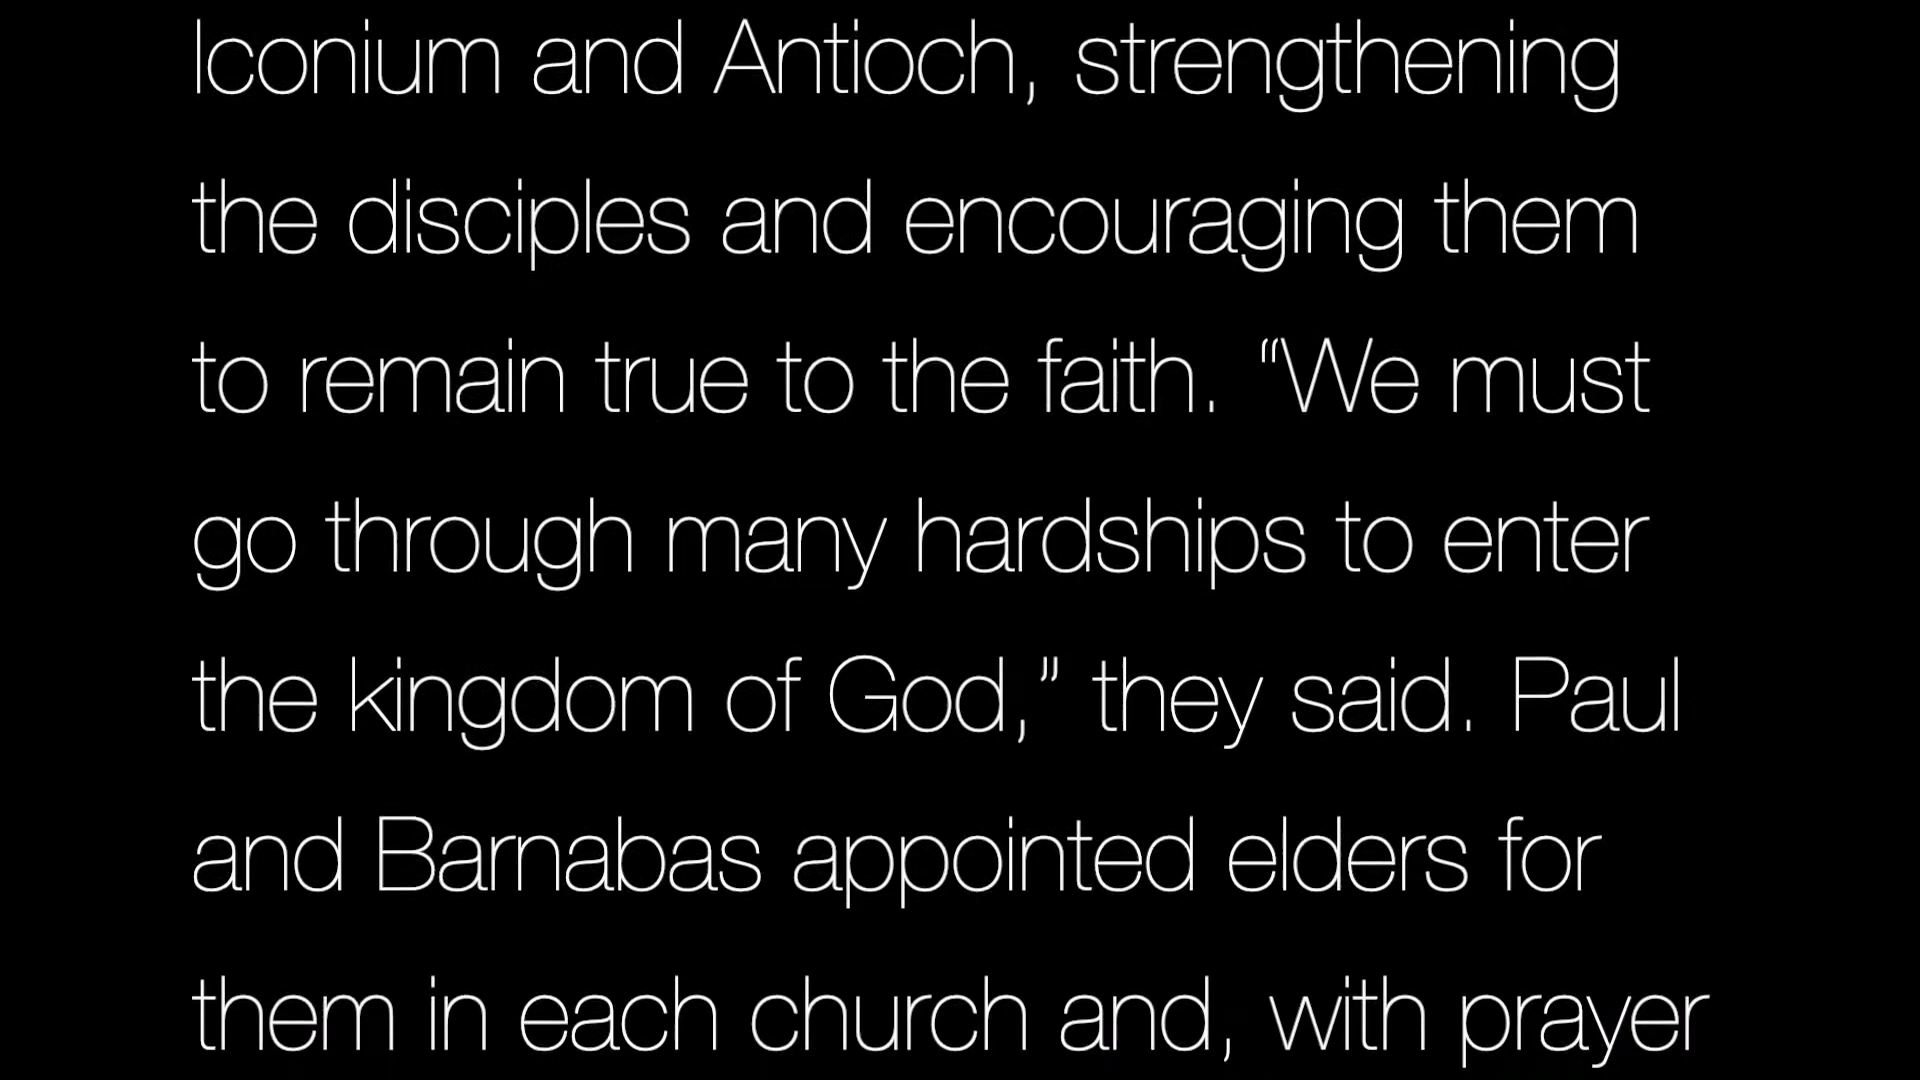 Iconium and Antioch, strengthening
the disciples and encouraging them
to remain true to the faith. “We must
go through many hardships to enter
the kingdom of God,” they said. Paul
and Barnabas appointed elders for
them in each church and, with prayer